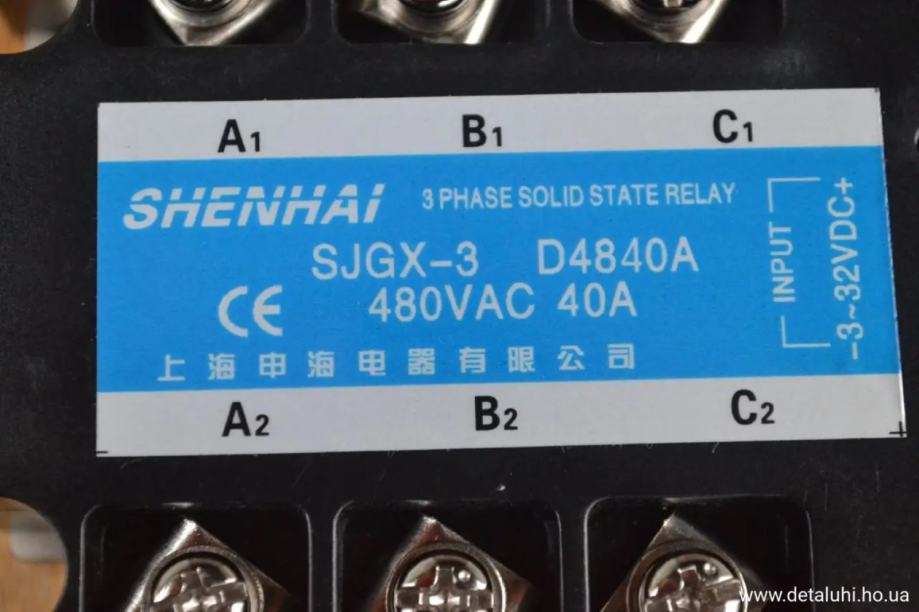 A1 B1 C1
SHENHAI 3 PHASE SOLID STATE RELAY
SJGX-3 D4840A
CE 480VAC 40A
上海申海电器有限公司
INPUT
-3~32VDC+
A2 B2 C2
www.detaluhi.ho.ua